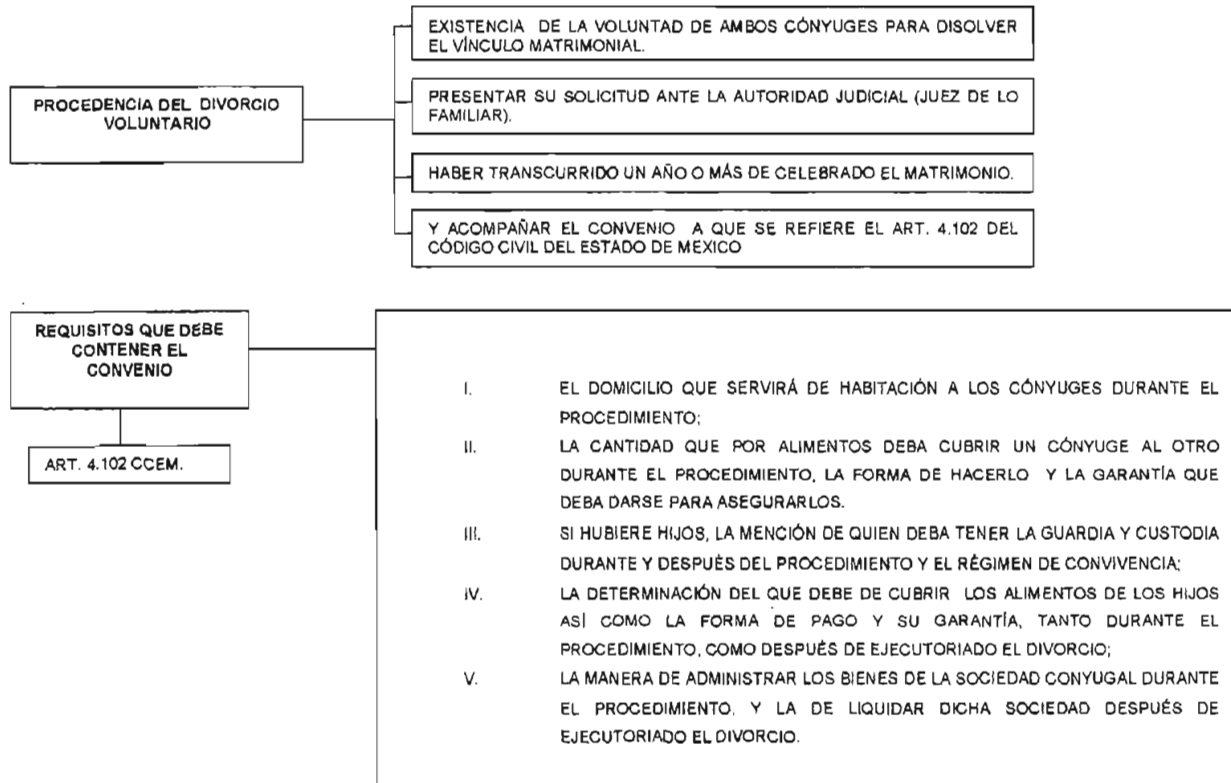 PROCEDENCIA DEL DIVORCIO
VOLUNTARIO
EXISTENCIA DE LA VOLUNTAD DE AMBOS CÓNYUGES PARA DISOLVER
EL VÍNCULO MATRIMONIAL.
PRESENTAR SU SOLICITUD ANTE LA AUTORIDAD JUDICIAL (JUEZ DE LO
FAMILIAR).
HABER TRANSCURRIDO UN AÑO O MÁS DE CELEBRADO EL MATRIMONIO.
Y ACOMPAÑAR EL CONVENIO A QUE SE REFIERE EL ART. 4.102 DEL
CÓDIGO CIVIL DEL ESTADO DE MEXICO
REQUISITOS QUE DEBE
CONTENER EL
CONVENIO
ART. 4.102 CCEM.
I. EL DOMICILIO QUE SERVIRÁ DE HABITACIÓN A LOS CÓNYUGES DURANTE EL
PROCEDIMIENTO;
II. LA CANTIDAD QUE POR ALIMENTOS DEBA CUBRIR UN CÓNYUGE AL OTRO
DURANTE EL PROCEDIMIENTO, LA FORMA DE HACERLO Y LA GARANTÍA QUE
DEBA DARSE PARA ASEGURARLOS.
III. SI HUBIERE HIJOS, LA MENCIÓN DE QUIEN DEBA TENER LA GUARDIA Y CUSTODIA
DURANTE Y DESPUÉS DEL PROCEDIMIENTO Y EL RÉGIMEN DE CONVIVENCIA;
IV. LA DETERMINACIÓN DEL QUE DEBE DE CUBRIR LOS ALIMENTOS DE LOS HIJOS
ASÍ COMO LA FORMA DE PAGO Y SU GARANTÍA, TANTO DURANTE EL
PROCEDIMIENTO, COMO DESPUÉS DE EJECUTORIADO EL DIVORCIO;
V. LA MANERA DE ADMINISTRAR LOS BIENES DE LA SOCIEDAD CONYUGAL DURANTE
EL PROCEDIMIENTO, Y LA DE LIQUIDAR DICHA SOCIEDAD DESPUÉS DE
EJECUTORIADO EL DIVORCIO.